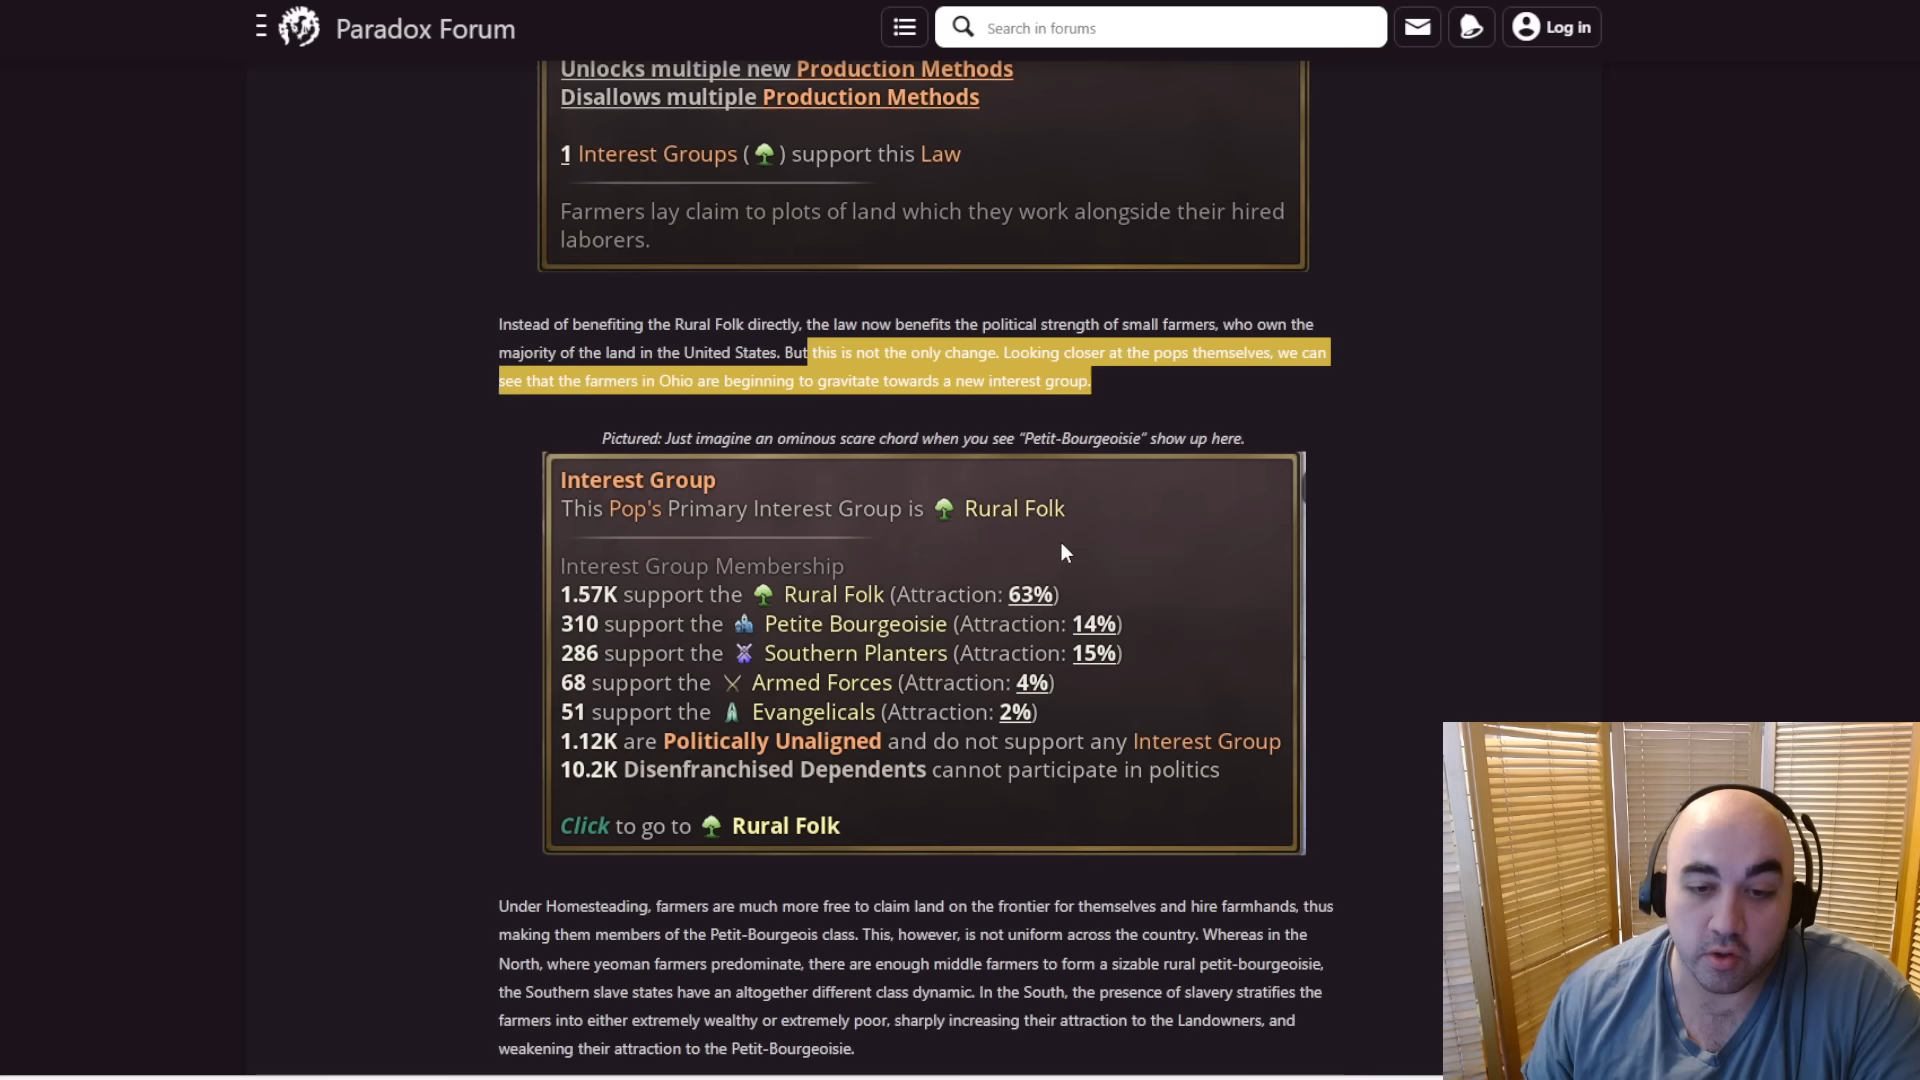 Paradox Forum
Search in forums
Log in
Unlocks multiple new Production Methods
Disallows multiple Production Methods
1 Interest Groups ( ) support this Law
Farmers lay claim to plots of land which they work alongside their hired
laborers.
Instead of benefiting the Rural Folk directly, the law now benefits the political strength of small farmers, who own the
majority of the land in the United States. But this is not the only change. Looking closer at the pops themselves, we can
see that the farmers in Ohio are beginning to gravitate towards a new interest group.
Pictured: Just imagine an ominous scare chord when you see “Petit-Bourgeoisie” show up here.
Interest Group
This Pop's Primary Interest Group is Rural Folk
Interest Group Membership
1.57K support the Rural Folk (Attraction: 63%)
310 support the Petite Bourgeoisie (Attraction: 14%)
286 support the Southern Planters (Attraction: 15%)
68 support the Armed Forces (Attraction: 4%)
51 support the Evangelicals (Attraction: 2%)
1.12K are Politically Unaligned and do not support any Interest Group
10.2K Disenfranchised Dependents cannot participate in politics
Click to go to Rural Folk
Under Homesteading, farmers are much more free to claim land on the frontier for themselves and hire farmhands, thus
making them members of the Petit-Bourgeois class. This, however, is not uniform across the country. Whereas in the
North, where yeoman farmers predominate, there are enough middle farmers to form a sizable rural petit-bourgeoisie,
the Southern slave states have an altogether different class dynamic. In the South, the presence of slavery stratifies the
farmers into either extremely wealthy or extremely poor, sharply increasing their attraction to the Landowners, and
weakening their attraction to the Petit-Bourgeoisie.